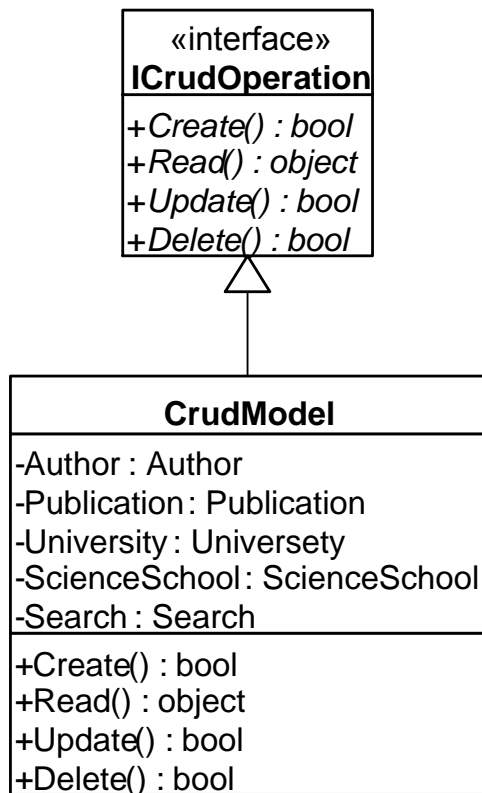 «interface»
ICrudOperation
+Create() : bool
+Read() : object
+Update() : bool
+Delete() : bool
CrudModel
-Author : Author
-Publication : Publication
-University : Universety
-ScienceSchool : ScienceSchool
-Search : Search
+Create() : bool
+Read() : object
+Update() : bool
+Delete() : bool